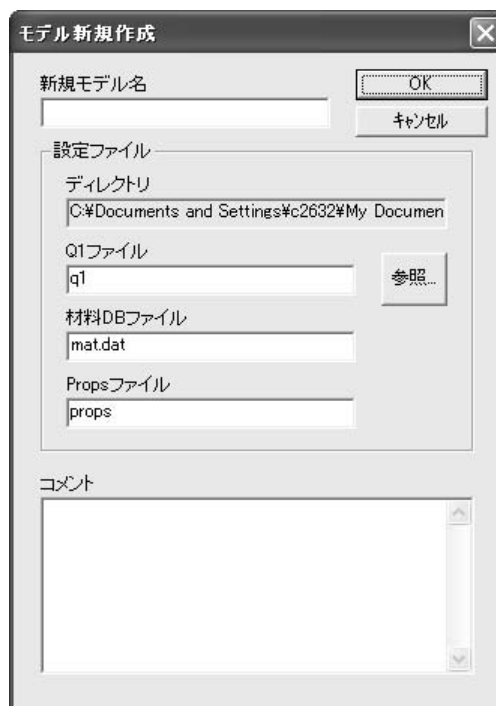 モデル新規作成
新規モデル名
OK
キャンセル
設定ファイル
ディレクトリ
C:¥Documents and Settings¥c2632¥My Documen
Q1ファイル
q1
参照...
材料DBファイル
mat.dat
Propsファイル
props
コメント